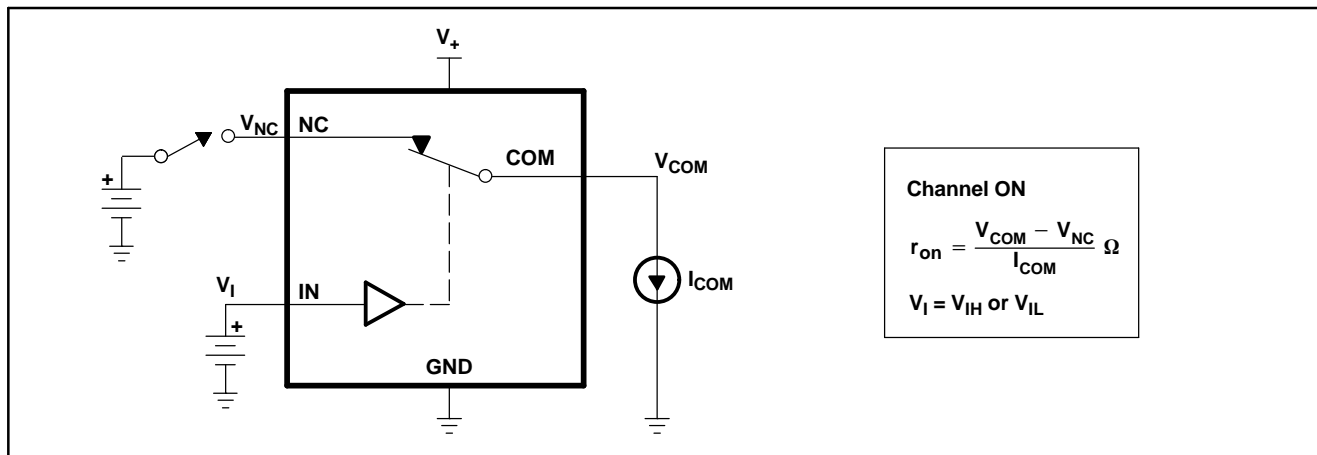 V+
VNC NC
COM
VCOM
+
ICOM
VI IN
+
GND
Channel ON
ron = VCOM − VNC / ICOM Ω
VI = VIH or VIL